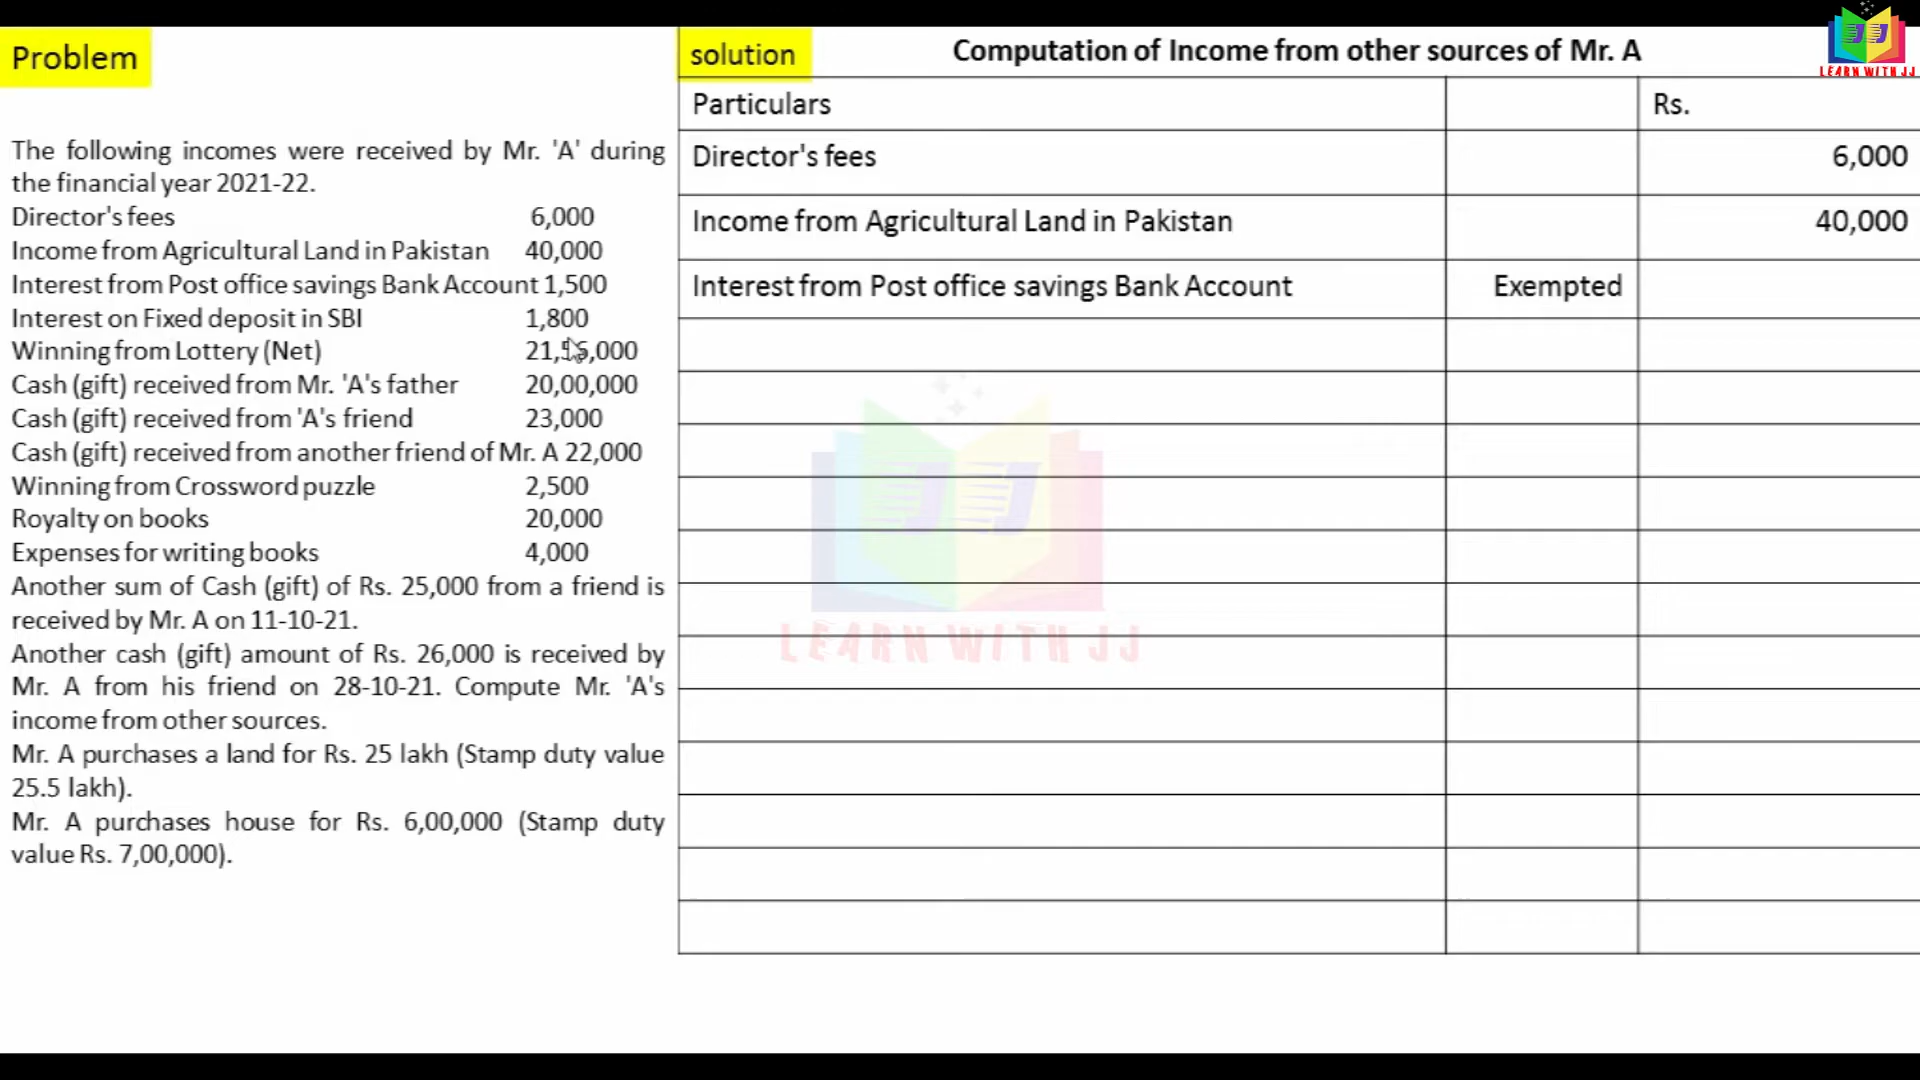 Problem
The following incomes were received by Mr. 'A' during
the financial year 2021-22.
Director's fees 6,000
Income from Agricultural Land in Pakistan 40,000
Interest from Post office savings Bank Account 1,500
Interest on Fixed deposit in SBI 1,800
Winning from Lottery (Net)
Cash (gift) received from Mr. 'A's father 20,00,000
Cash (gift) received from 'A's friend 23,000
Cash (gift) received from another friend of Mr. A 22,000
Winning from Crossword puzzle 2,500
Royalty on books 20,000
Expenses for writing books 4,000
Another sum of Cash (gift) of Rs. 25,000 from a friend is
received by Mr. A on 11-10-21.
Another cash (gift) amount of Rs. 26,000 is received by
Mr. A from his friend on 28-10-21. Compute Mr. 'A's
income from other sources.
Mr. A purchases a land for Rs. 25 lakh (Stamp duty value
25.5 lakh).
Mr. A purchases house for Rs. 6,00,000 (Stamp duty
value Rs. 7,00,000).
solution
Computation of Income from other sources of Mr. A
Particulars Rs.
Director's fees 6,000
Income from Agricultural Land in Pakistan 40,000
Interest from Post office savings Bank Account Exempted
JJ
LEARN WITH JJ
JJ
LEARN WITH JJ